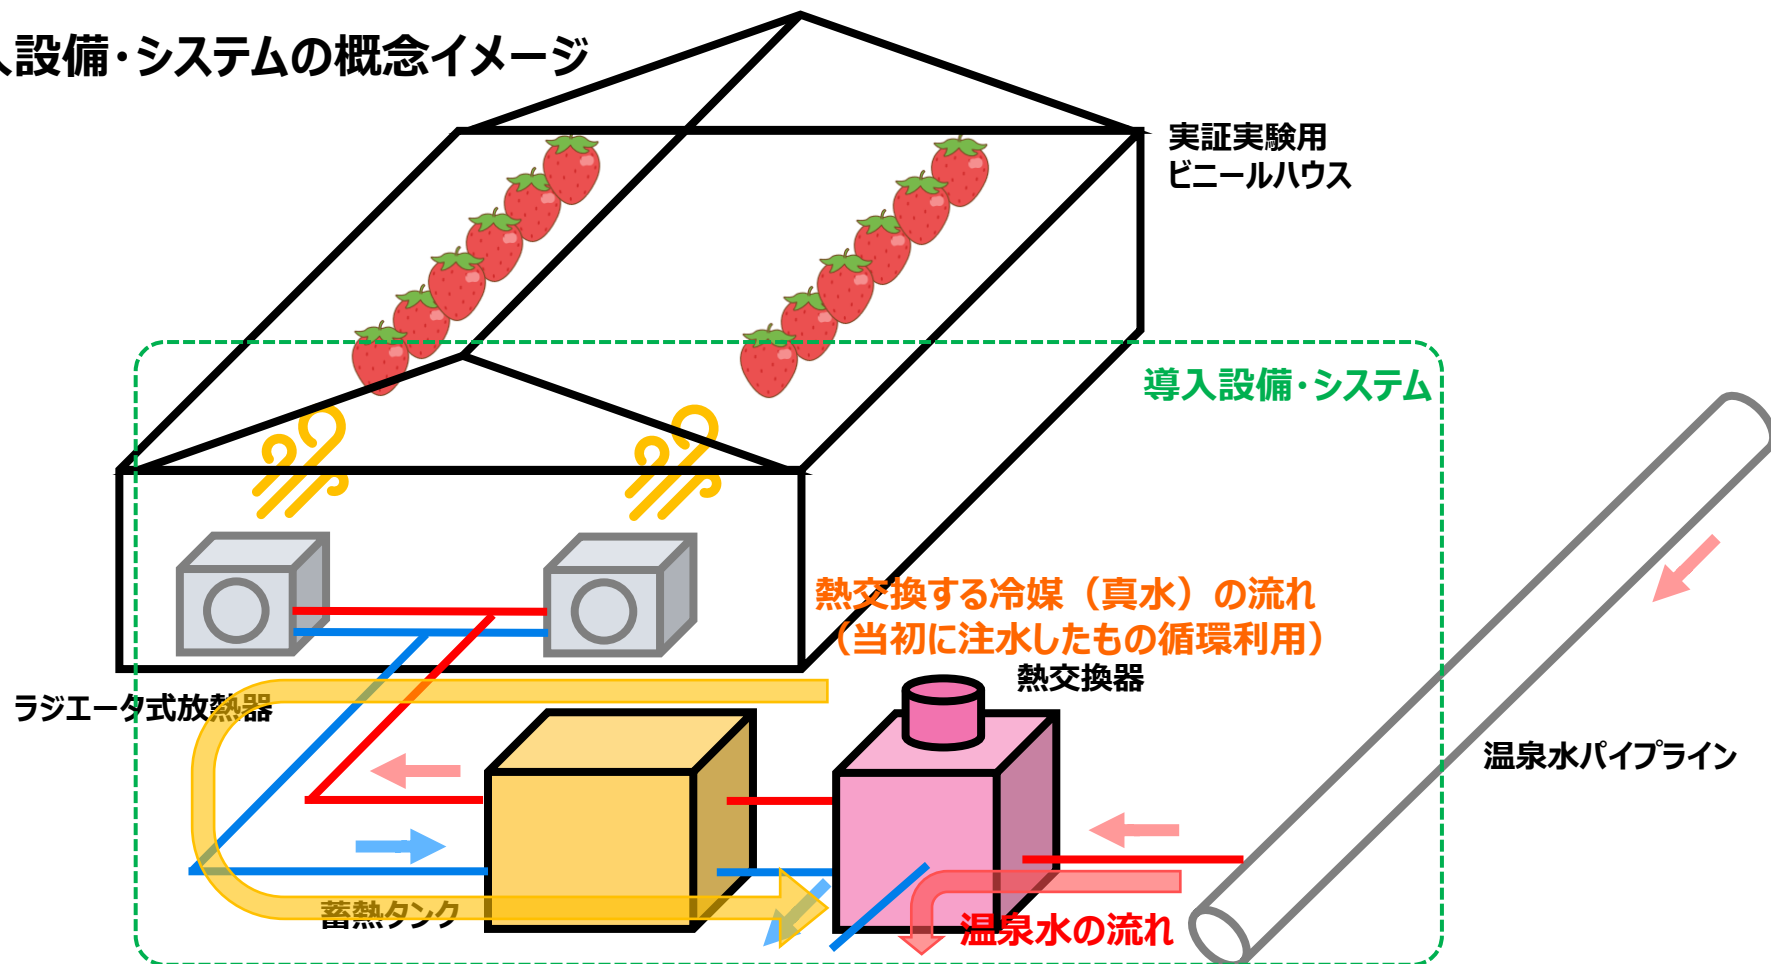 入設備・システムの概念イメージ
実証実験用
ビニールハウス
導入設備・システム
熱交換する冷媒（真水）の流れ
（当初に注水したもの循環利用）
熱交換器
ラジエータ式放熱器
温泉水パイプライン
蓄熱タンク
温泉水の流れ